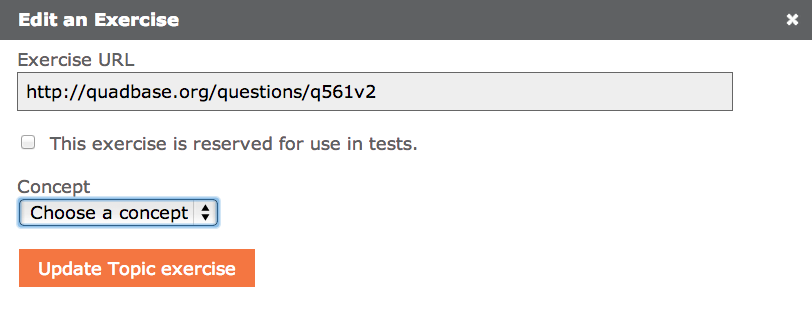 Edit an Exercise
Exercise URL
http://quadbase.org/questions/q561v2
This exercise is reserved for use in tests.
Concept
Choose a concept
Update Topic exercise